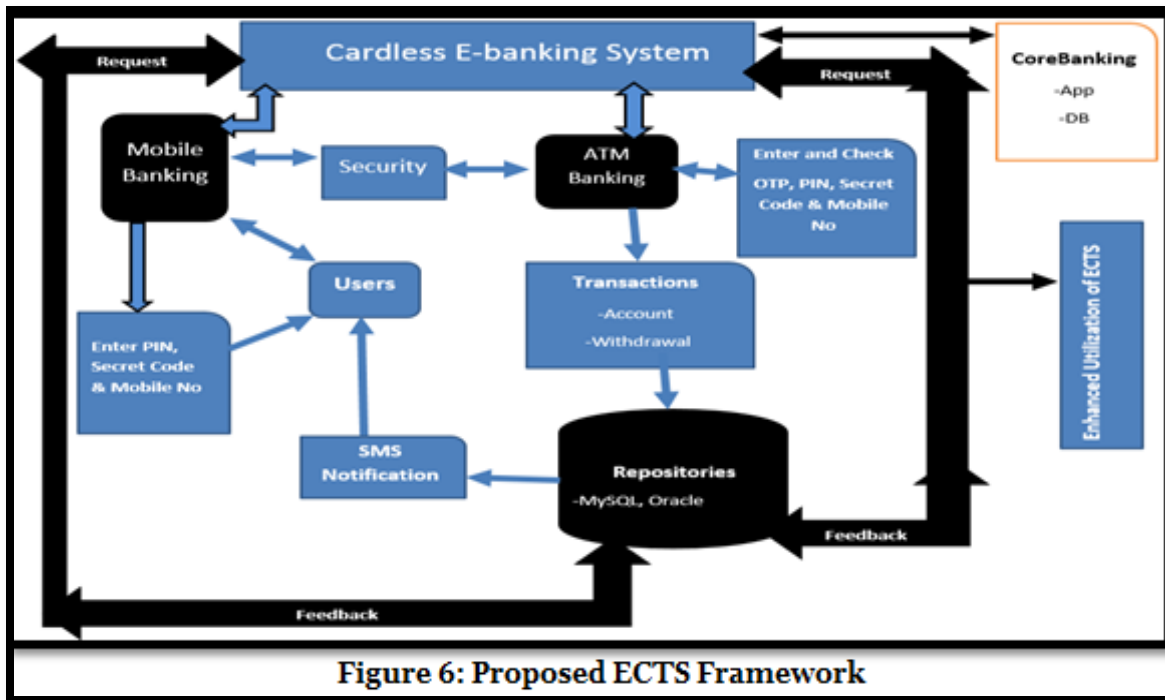 Cardless E-banking System
Request
Request
CoreBanking
-App
-DB
Mobile
Banking
Security
ATM
Banking
Enter and Check
OTP, PIN, Secret
Code & Mobile
No
Users
Transactions
-Account
-Withdrawal
Enhanced Utilization of ECTS
Enter PIN,
Secret Code
& Mobile No
SMS
Notification
Repositories
-MySQL, Oracle
Feedback
Feedback
Figure 6: Proposed ECTS Framework